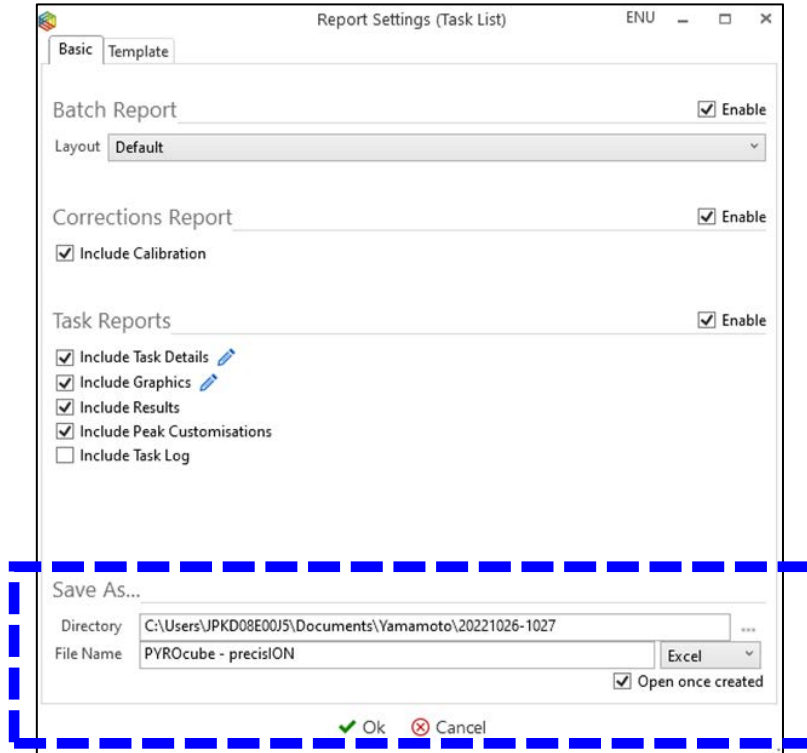 Report Settings (Task List) ENU
Basic Template
Batch Report Enable
Layout Default
Corrections Report Enable
Include Calibration
Task Reports Enable
Include Task Details
Include Graphics
Include Results
Include Peak Customisations
Include Task Log
Save As...
Directory C:\Users\JPKD08E00J5\Documents\Yamamoto\20221026-1027 ...
File Name PYROcube - precisION Excel
Open once created
Ok Cancel